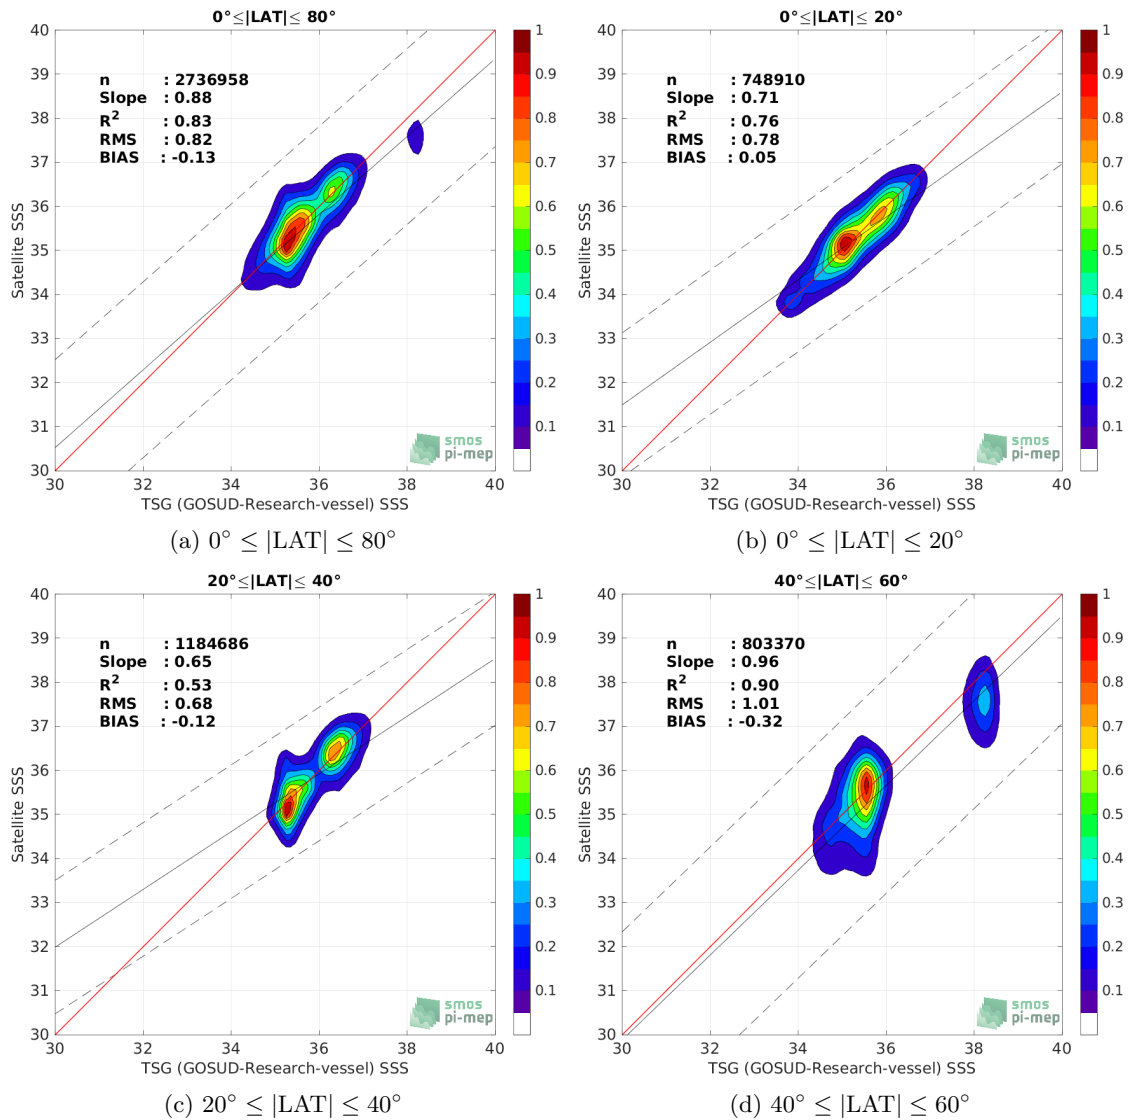 0°≤|LAT|≤ 80°
40
39
38
37
36
35
34
33
32
31
30
30
32
34
36
38
40
Satellite SSS
TSG (GOSUD-Research-vessel) SSS
n : 2736958
Slope : 0.88
R² : 0.83
RMS : 0.82
BIAS : -0.13
1
0.9
0.8
0.7
0.6
0.5
0.4
0.3
0.2
0.1
smos
pi-mep
(a) 0° ≤ |LAT| ≤ 80°
0°≤|LAT|≤ 20°
40
39
38
37
36
35
34
33
32
31
30
30
32
34
36
38
40
Satellite SSS
TSG (GOSUD-Research-vessel) SSS
n : 748910
Slope : 0.71
R² : 0.76
RMS : 0.78
BIAS : 0.05
1
0.9
0.8
0.7
0.6
0.5
0.4
0.3
0.2
0.1
smos
pi-mep
(b) 0° ≤ |LAT| ≤ 20°
20°≤|LAT|≤ 40°
40
39
38
37
36
35
34
33
32
31
30
30
32
34
36
38
40
Satellite SSS
TSG (GOSUD-Research-vessel) SSS
n : 1184686
Slope : 0.65
R² : 0.53
RMS : 0.68
BIAS : -0.12
1
0.9
0.8
0.7
0.6
0.5
0.4
0.3
0.2
0.1
smos
pi-mep
(c) 20° ≤ |LAT| ≤ 40°
40°≤|LAT|≤ 60°
40
39
38
37
36
35
34
33
32
31
30
30
32
34
36
38
40
Satellite SSS
TSG (GOSUD-Research-vessel) SSS
n : 803370
Slope : 0.96
R² : 0.90
RMS : 1.01
BIAS : -0.32
1
0.9
0.8
0.7
0.6
0.5
0.4
0.3
0.2
0.1
smos
pi-mep
(d) 40° ≤ |LAT| ≤ 60°